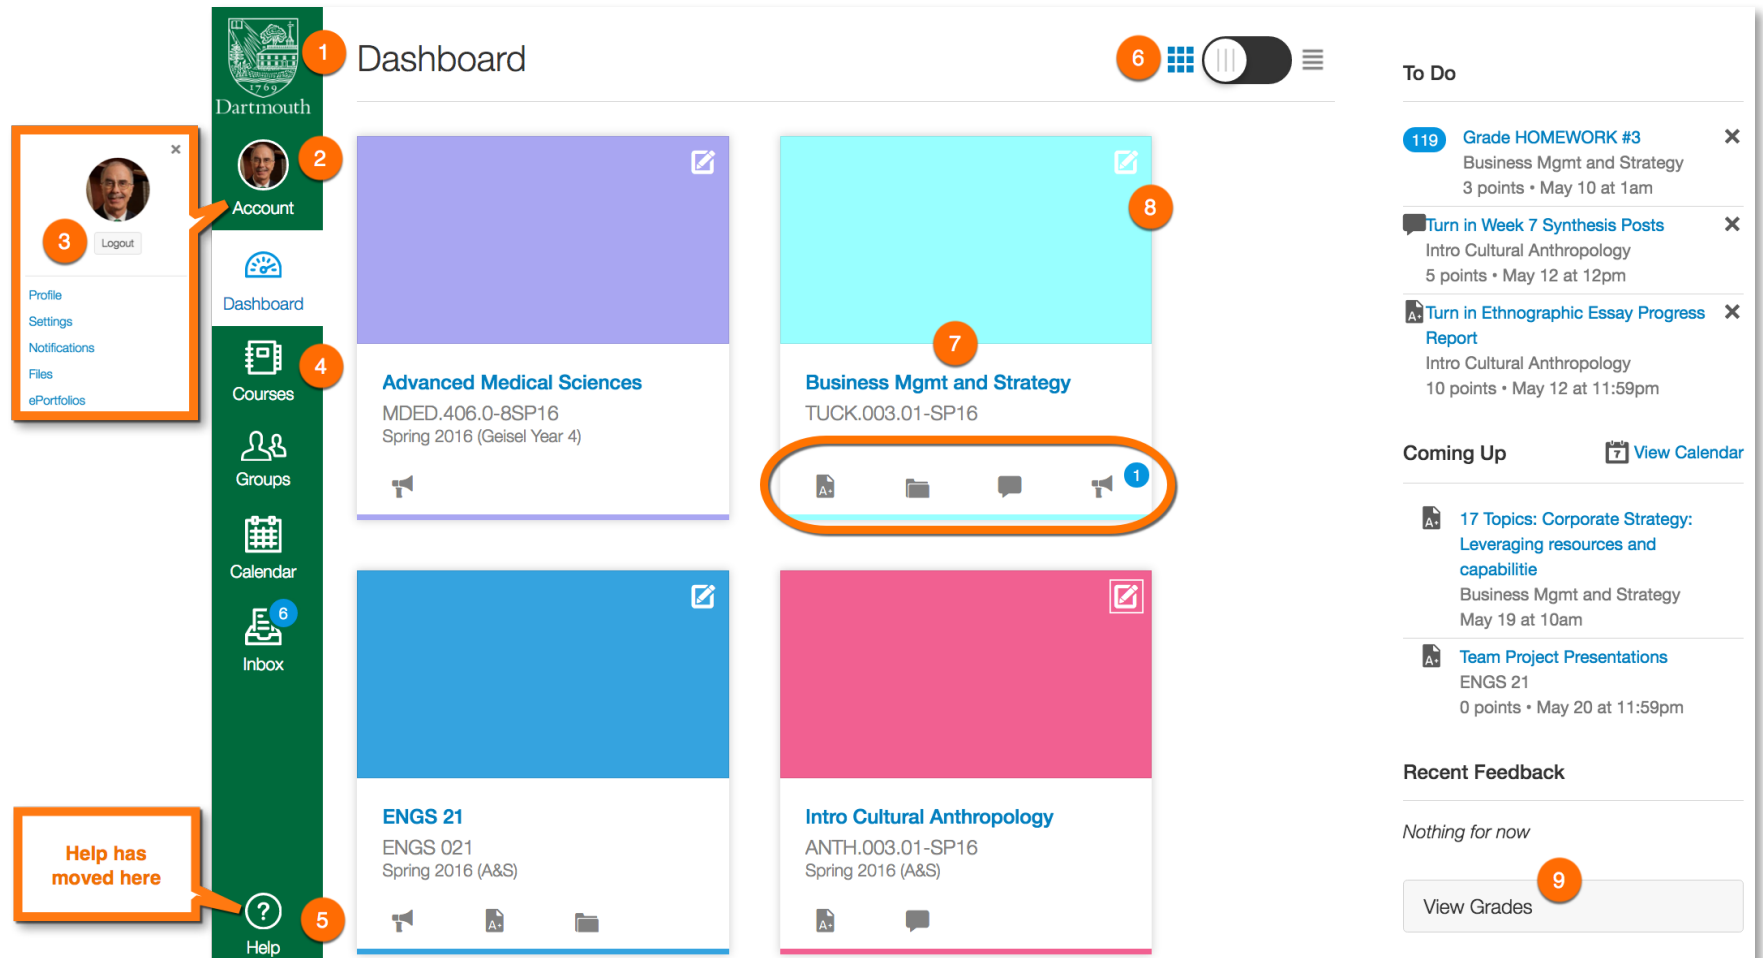 1769
Dartmouth
1
2
Account
Dashboard
4
Courses
Groups
Calendar
6
Inbox
5
Help
3
Logout
Profile
Settings
Notifications
Files
ePortfolios
Help has
moved here
Dashboard
6
Advanced Medical Sciences
MDED.406.0-8SP16
Spring 2016 (Geisel Year 4)
8
7
Business Mgmt and Strategy
TUCK.003.01-SP16
A+
1
ENGS 21
ENGS 021
Spring 2016 (A&S)
A+
Intro Cultural Anthropology
ANTH.003.01-SP16
Spring 2016 (A&S)
A+
To Do
119 Grade HOMEWORK #3
Business Mgmt and Strategy
3 points • May 10 at 1am
Turn in Week 7 Synthesis Posts
Intro Cultural Anthropology
5 points • May 12 at 12pm
A+ Turn in Ethnographic Essay Progress
Report
Intro Cultural Anthropology
10 points • May 12 at 11:59pm
Coming Up 7 View Calendar
A+ 17 Topics: Corporate Strategy:
Leveraging resources and
capabilitie
Business Mgmt and Strategy
May 19 at 10am
A+ Team Project Presentations
ENGS 21
0 points • May 20 at 11:59pm
Recent Feedback
Nothing for now
9
View Grades